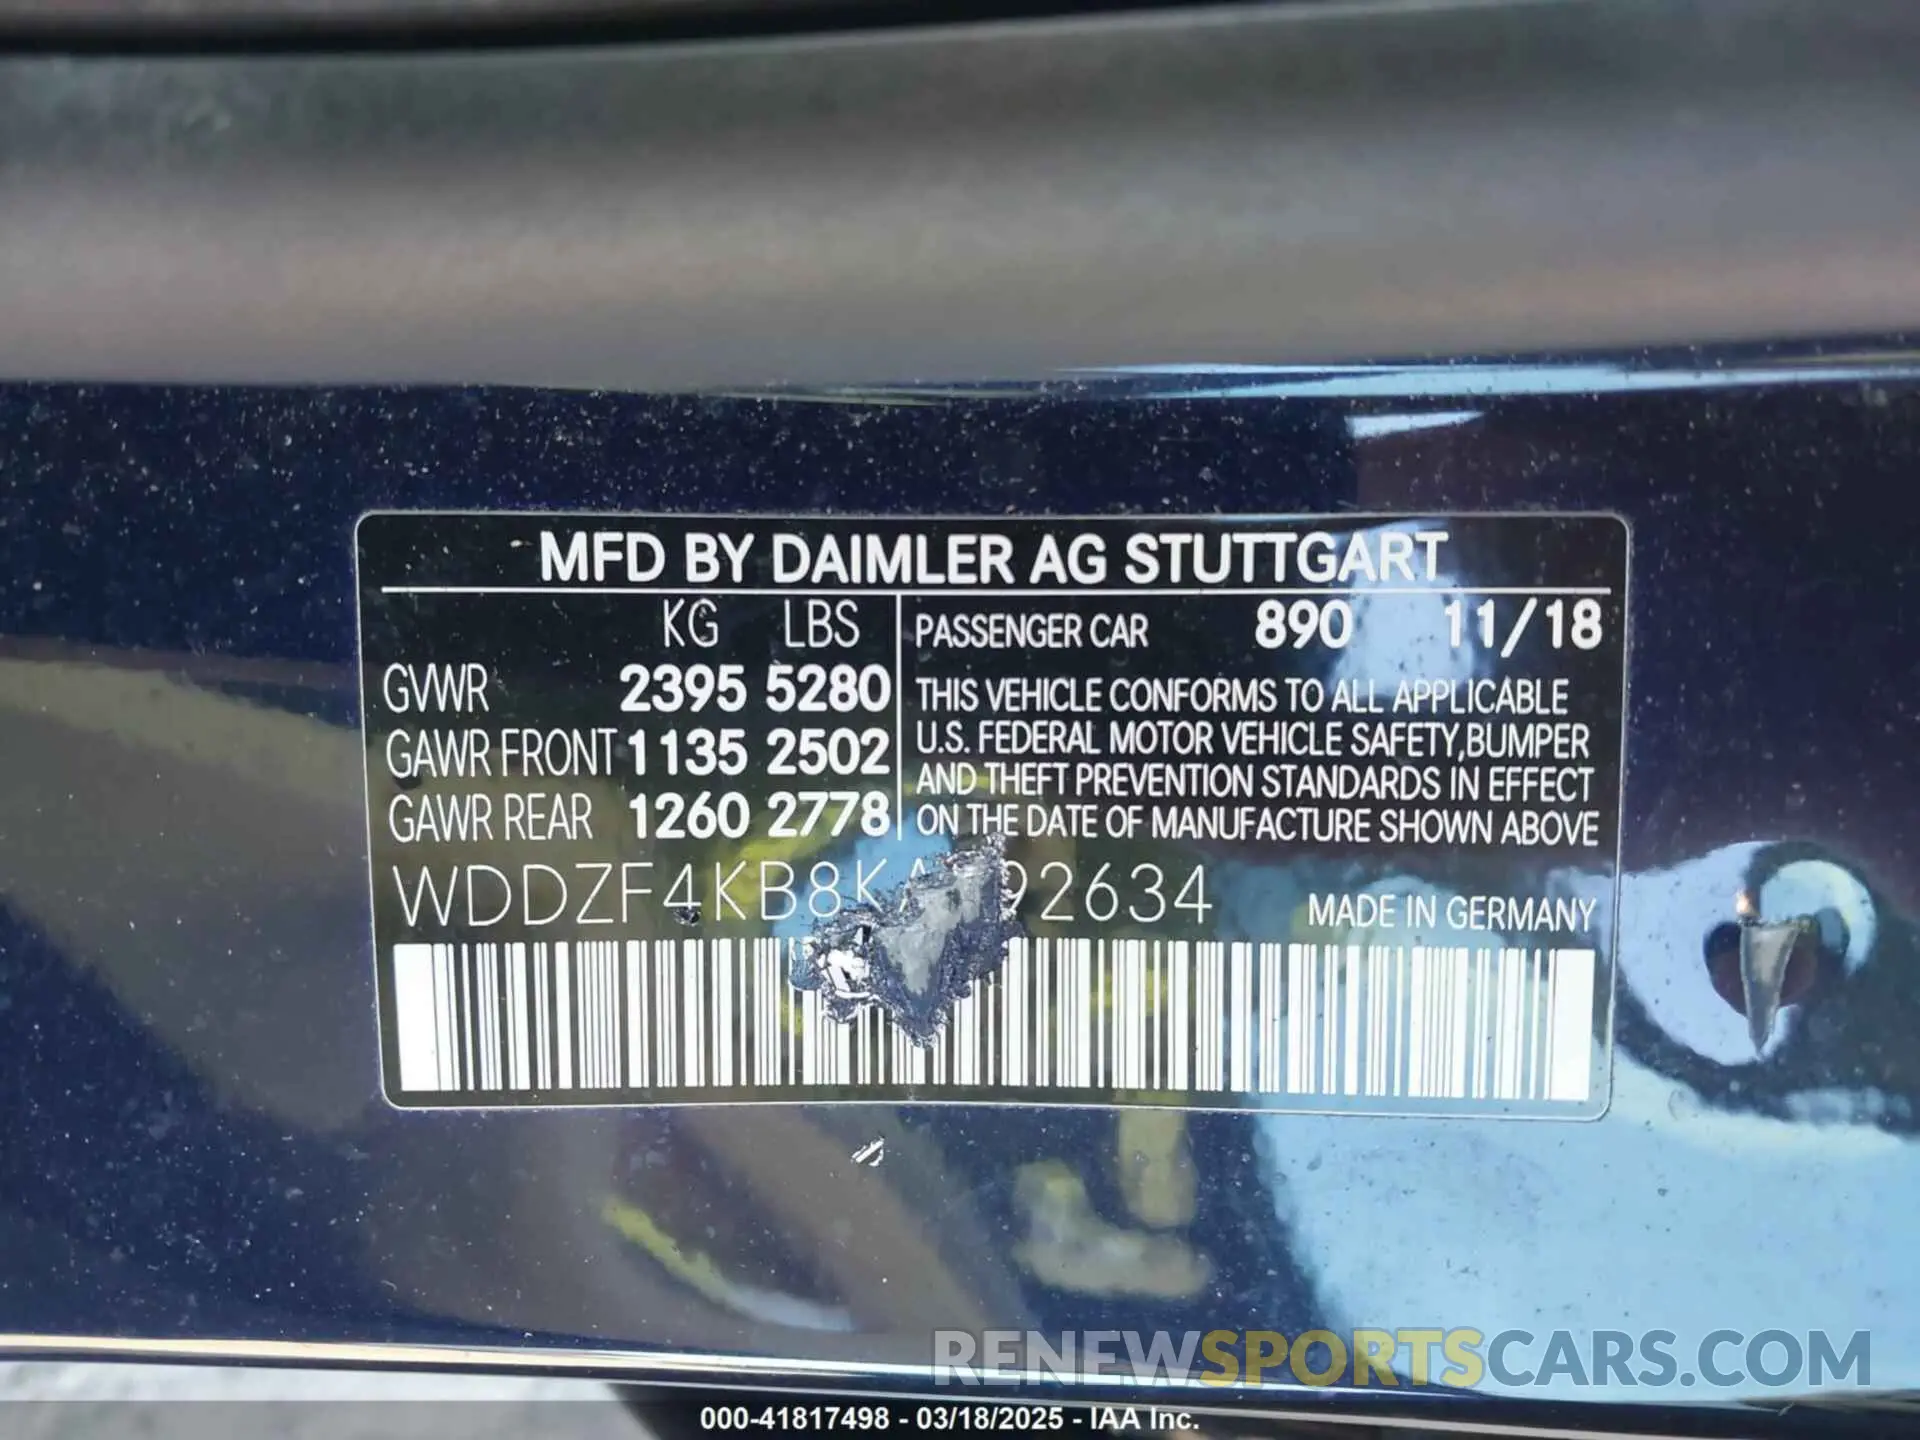 MFD BY DAIMLER AG STUTTGART
KG LBS
GVWR 2395 5280
GAWR FRONT 1135 2502
GAWR REAR 1260 2778
PASSENGER CAR 890 11/18
THIS VEHICLE CONFORMS TO ALL APPLICABLE
U.S. FEDERAL MOTOR VEHICLE SAFETY, BUMPER
AND THEFT PREVENTION STANDARDS IN EFFECT
ON THE DATE OF MANUFACTURE SHOWN ABOVE
MADE IN GERMANY
RENEWSPORTSCARS.COM
000-41817498 - 03/18/2025 - IAA Inc.